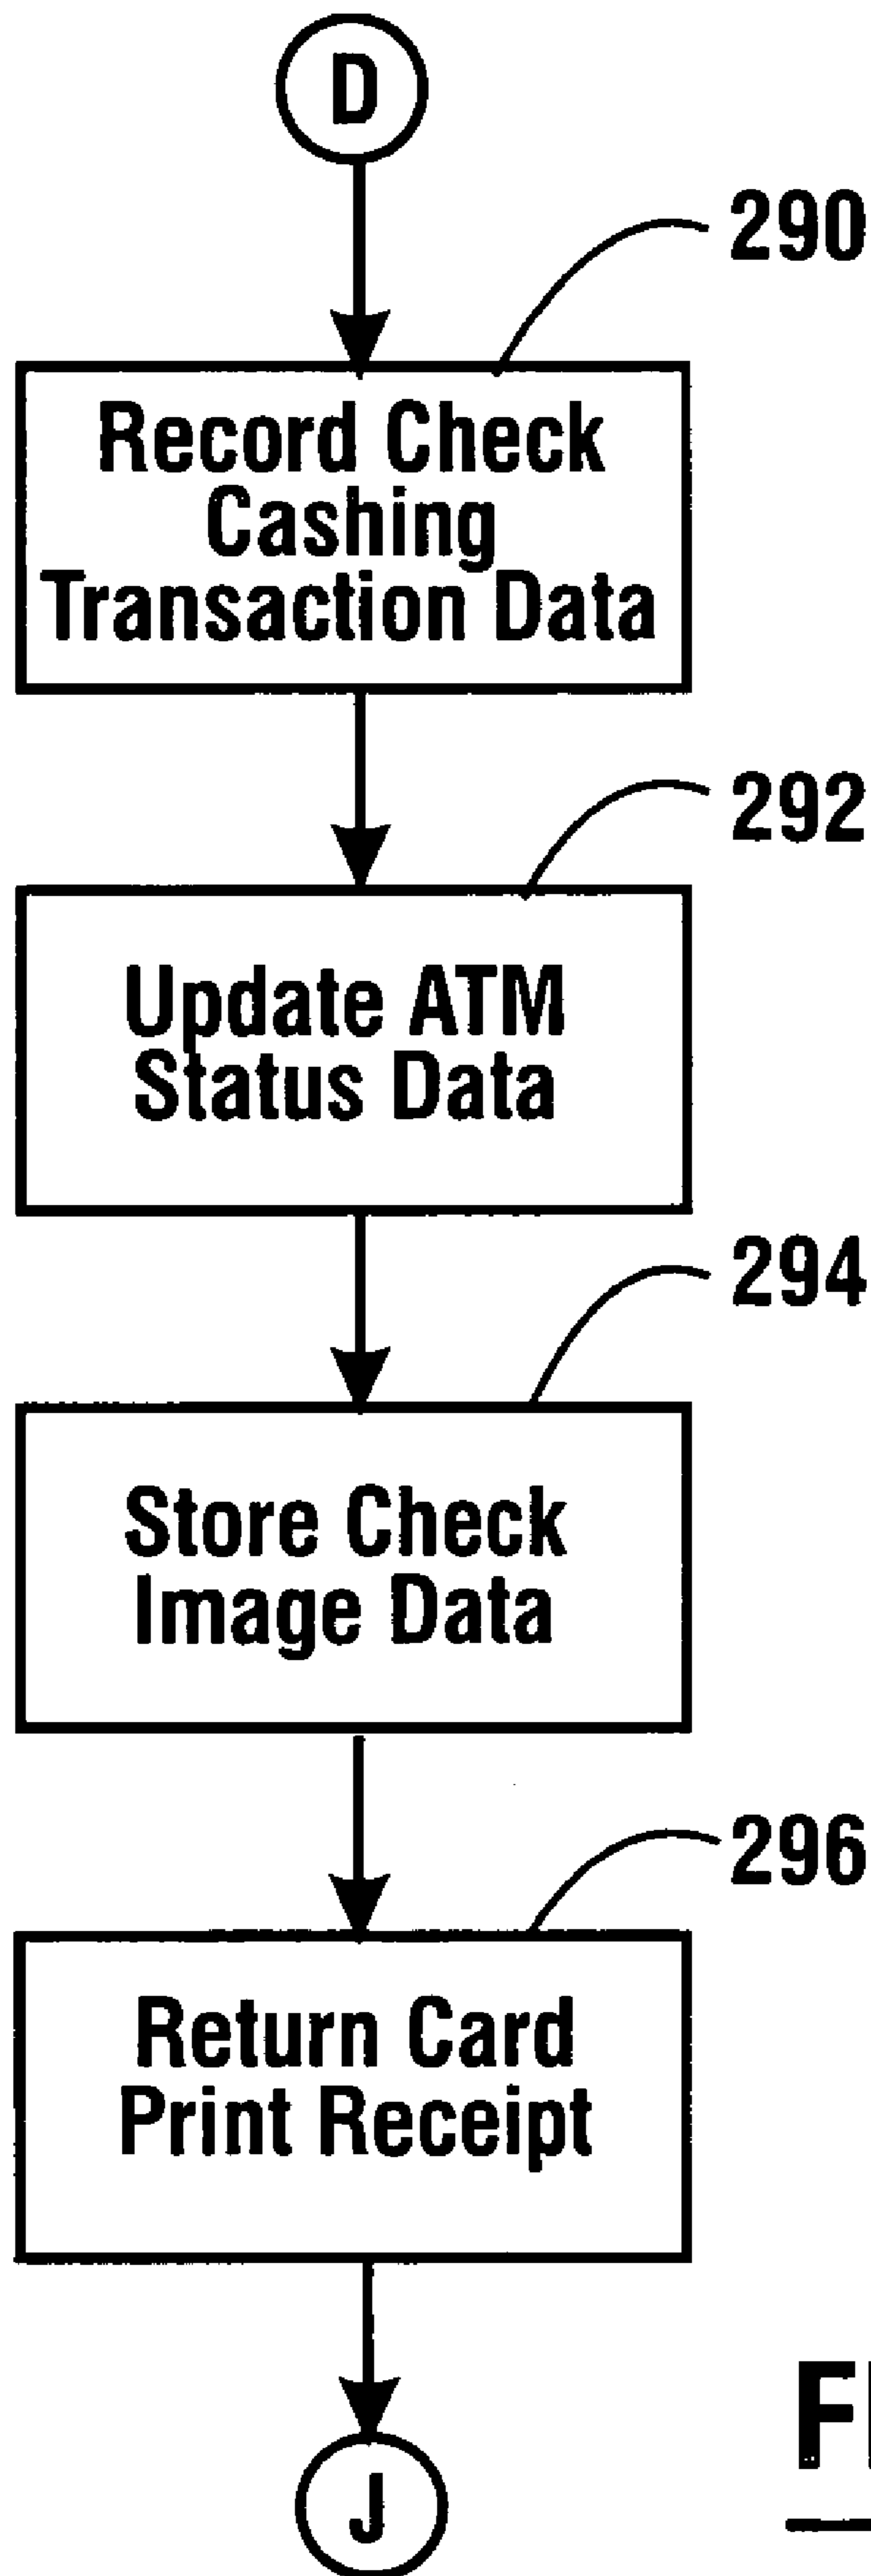 D
290
Record Check
Cashing
Transaction Data
292
Update ATM
Status Data
294
Store Check
Image Data
296
Return Card
Print Receipt
J